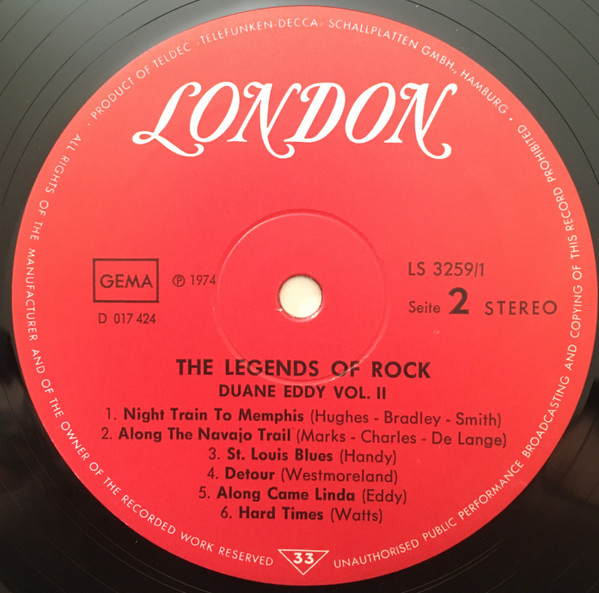 · PRODUCT OF TELDEC ·TELEFUNKEN-DECCA· SCHALLPLATTEN GMBH., HAMBURG ·
LONDON
GEMA
℗ 1974
LS 3259/1
D 017 424
Seite 2 STEREO
THE LEGENDS OF ROCK
DUANE EDDY VOL. II
1. Night Train To Memphis (Hughes - Bradley - Smith)
2. Along The Navajo Trail (Marks - Charles - De Lange)
3. St. Louis Blues (Handy)
4. Detour (Westmoreland)
5. Along Came Linda (Eddy)
6. Hard Times (Watts)
33
ALL RIGHTS OF THE MANUFACTURER AND OF THE OWNER OF THE RECORDED WORK RESERVED
UNAUTHORISED PUBLIC PERFORMANCE BROADCASTING AND COPYING OF THIS RECORD PROHIBITED